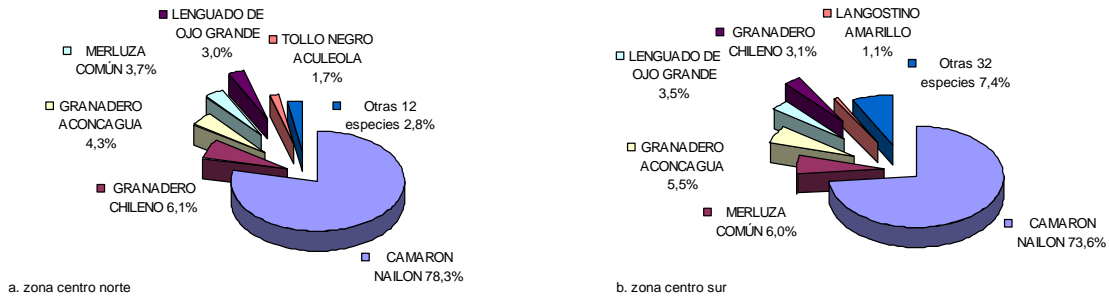 LENGUADO DE
OJO GRANDE
3,0%
TOLLO NEGRO
ACULEOLA
1,7%
MERLUZA
COMÚN 3,7%
Otras 12
especies 2,8%
GRANADERO
ACONCAGUA
4,3%
GRANADERO
CHILENO 6,1%
CAMARON
NAILON 78,3%
a. zona centro norte
LANGOSTINO
AMARILLO
1,1%
GRANADERO
CHILENO 3,1%
LENGUADO DE
OJO GRANDE
3,5%
Otras 32
especies 7,4%
GRANADERO
ACONCAGUA
5,5%
MERLUZA
COMÚN 6,0%
CAMARON
NAILON 73,6%
b. zona centro sur